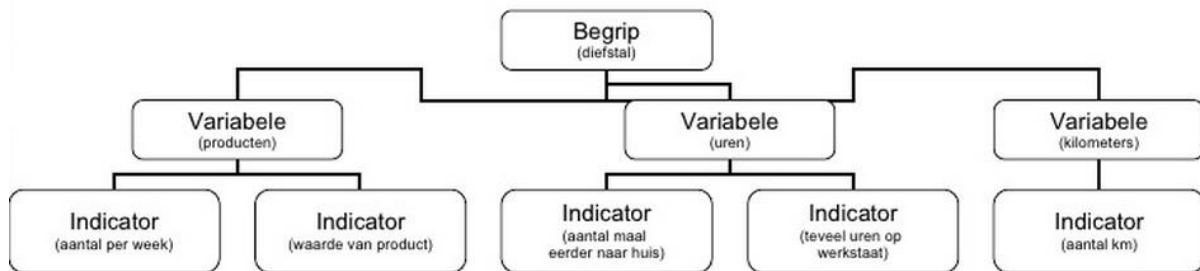 Begrip
(diefstal)
Variabele
(producten)
Variabele
(uren)
Variabele
(kilometers)
Indicator
(aantal per week)
Indicator
(waarde van product)
Indicator
(aantal maal
eerder naar huis)
Indicator
(teveel uren op
werkstaat)
Indicator
(aantal km)